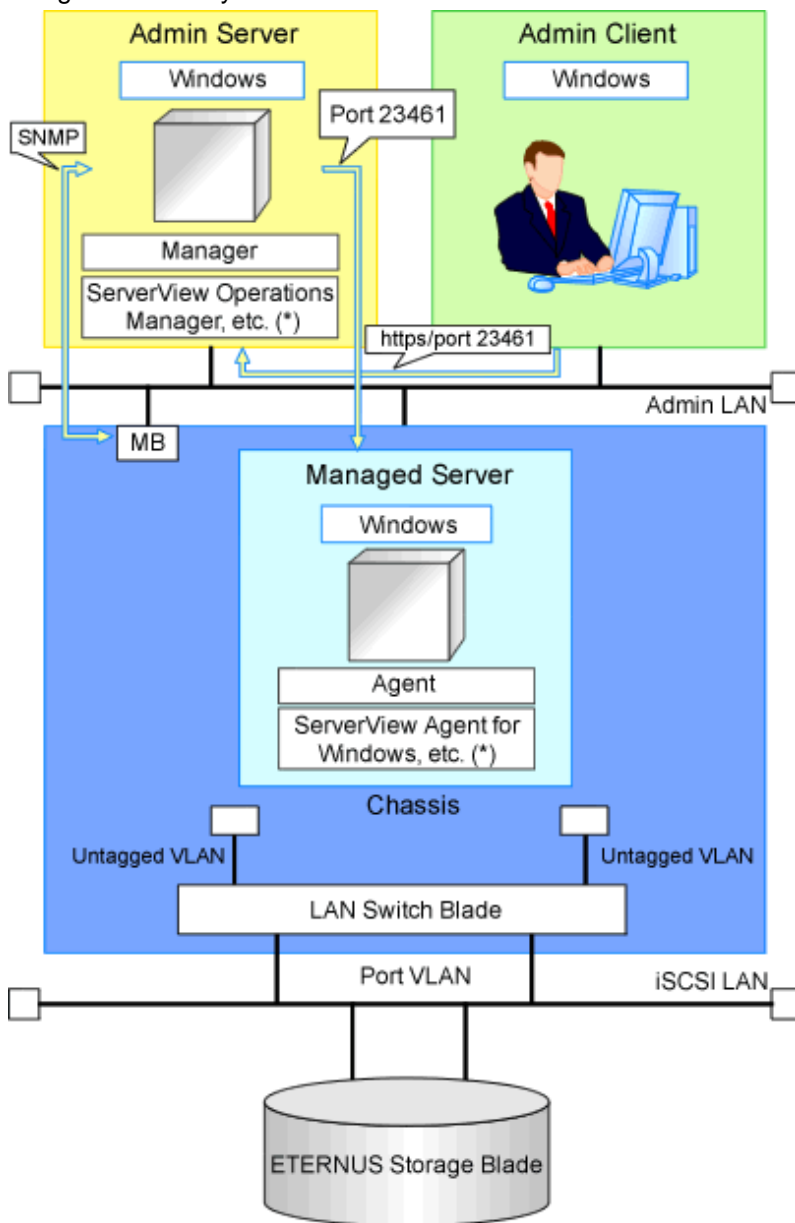 Admin Server
Windows
SNMP
Port 23461
Manager
ServerView Operations
Manager, etc. (*)
Admin Client
Windows
https/port 23461
Admin LAN
MB
Managed Server
Windows
Agent
ServerView Agent for
Windows, etc. (*)
Chassis
Untagged VLAN
Untagged VLAN
LAN Switch Blade
Port VLAN
iSCSI LAN
ETERNUS Storage Blade